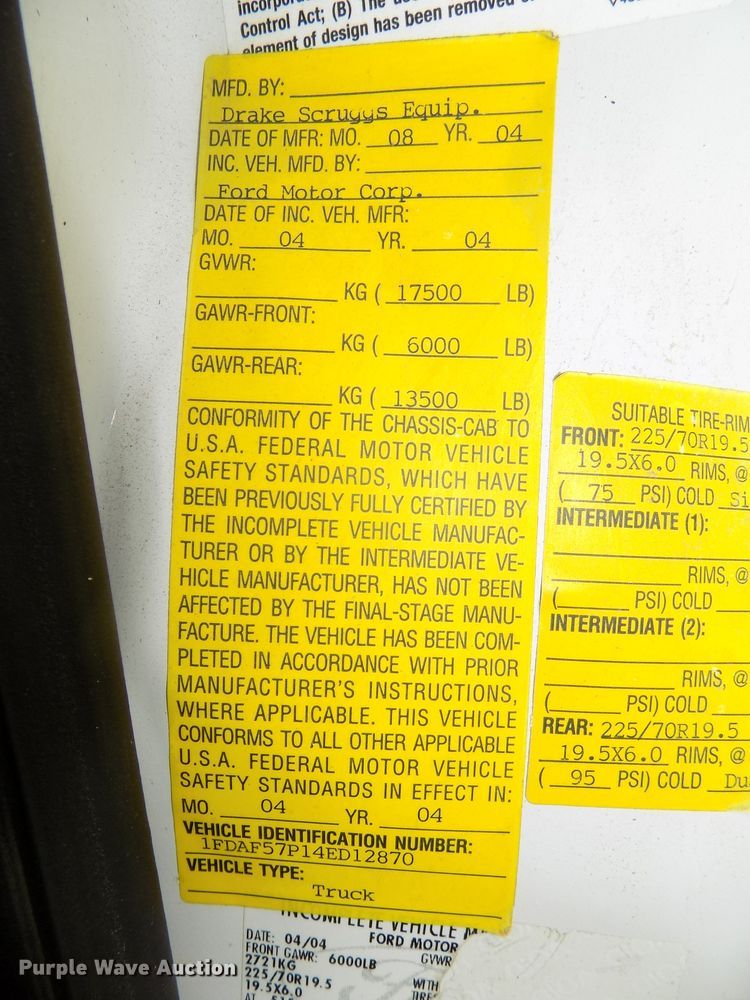 Control Act; (B) The
element of design has been removed
MFD. BY:
Drake Scruggs Equip.
DATE OF MFR: MO. 08 YR. 04
INC. VEH. MFD. BY:
Ford Motor Corp.
DATE OF INC. VEH. MFR:
MO. 04 YR. 04
GVWR:
KG ( 17500 LB)
GAWR-FRONT:
KG ( 6000 LB)
GAWR-REAR:
KG ( 13500 LB)
CONFORMITY OF THE CHASSIS-CAB TO
U.S.A. FEDERAL MOTOR VEHICLE
SAFETY STANDARDS, WHICH HAVE
BEEN PREVIOUSLY FULLY CERTIFIED BY
THE INCOMPLETE VEHICLE MANUFAC-
TURER OR BY THE INTERMEDIATE VE-
HICLE MANUFACTURER, HAS NOT BEEN
AFFECTED BY THE FINAL-STAGE MANU-
FACTURE. THE VEHICLE HAS BEEN COM-
PLETED IN ACCORDANCE WITH PRIOR
MANUFACTURER'S INSTRUCTIONS,
WHERE APPLICABLE. THIS VEHICLE
CONFORMS TO ALL OTHER APPLICABLE
U.S.A. FEDERAL MOTOR VEHICLE
SAFETY STANDARDS IN EFFECT IN:
MO. 04 YR. 04
VEHICLE IDENTIFICATION NUMBER:
1FDAF57P14ED12870
VEHICLE TYPE:
Truck
SUITABLE TIRE-RIM
FRONT: 225/70R19.5
19.5X6.0 RIMS, @
( 75 PSI) COLD Si
INTERMEDIATE (1):
RIMS, @
( PSI) COLD
INTERMEDIATE (2):
RIMS, @
( PSI) COLD
REAR: 225/70R19.5
19.5X6.0 RIMS, @
( 95 PSI) COLD Du
INCOMPLETE VEHICLE
DATE: 04/04 FORD MOTOR
FRONT GAWR: 6000LB GVWR
2721KG
225/70R19.5 WITH
19.5X6.0
Purple Wave Auction